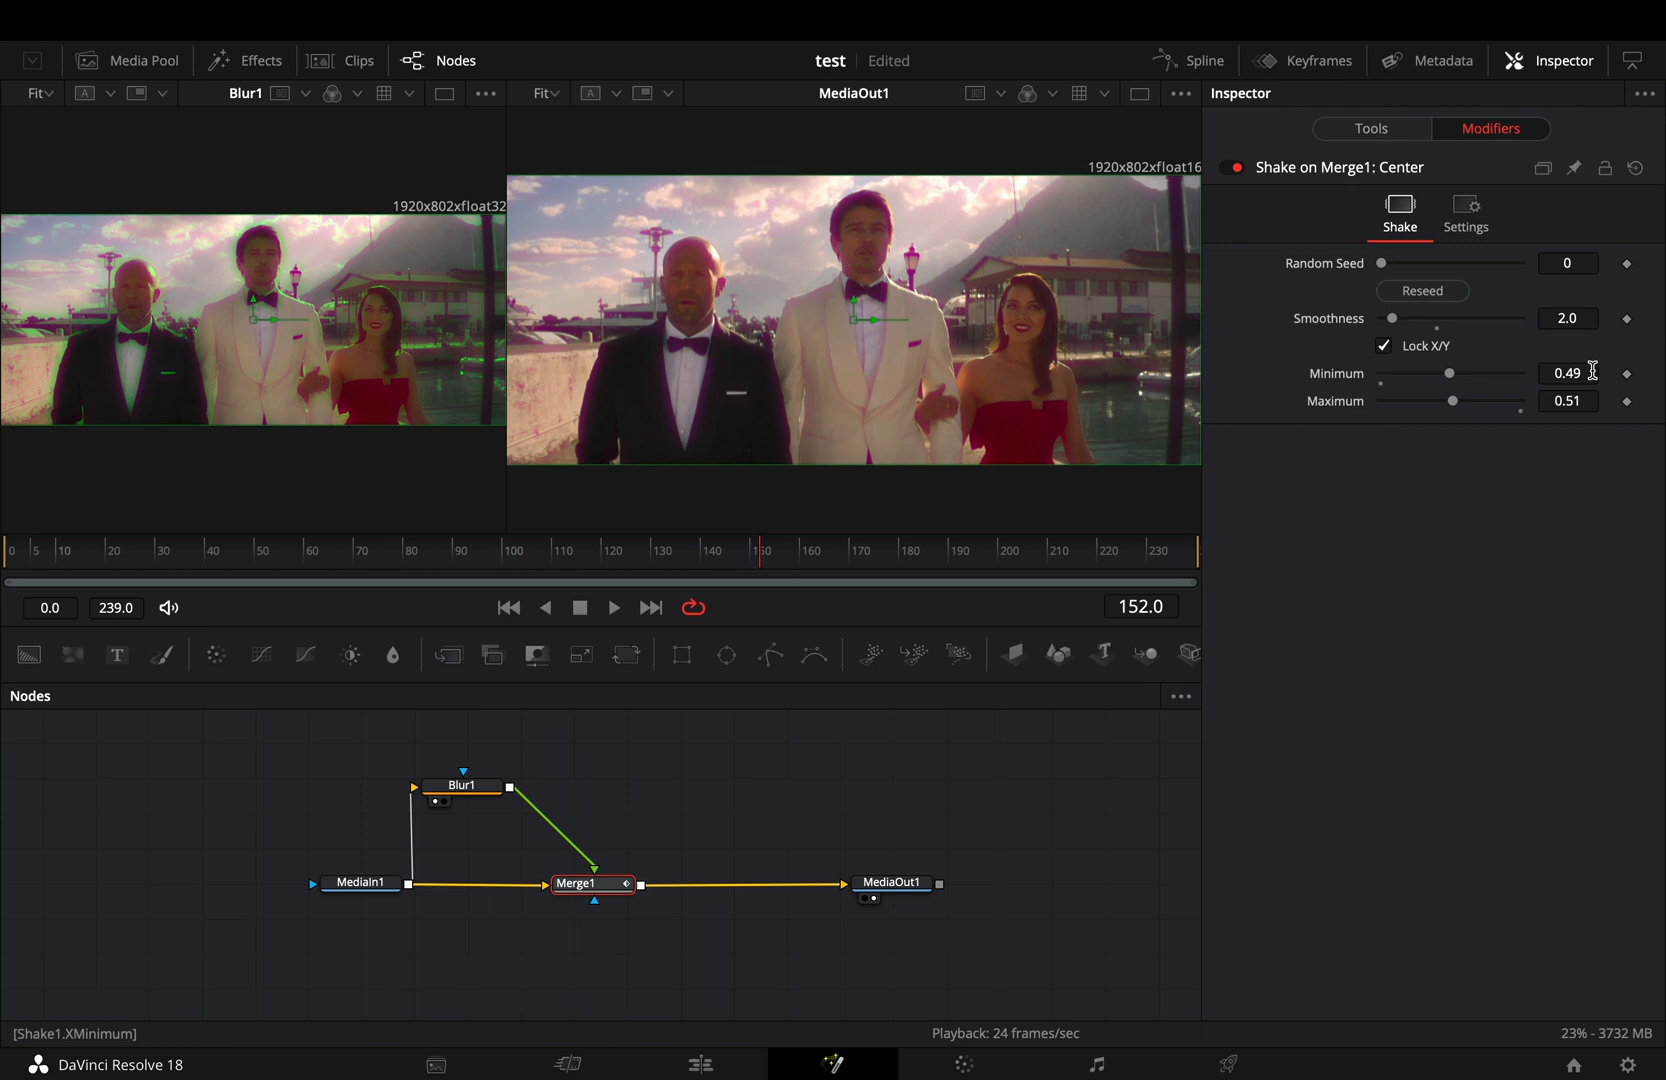 Media Pool Effects Clips Nodes test Edited Spline Keyframes Metadata Inspector
Fit A Blur1 Fit A MediaOut1 Inspector
Tools Modifiers
1920x802xfloat16
Shake on Merge1: Center
1920x802xfloat32
Shake Settings
Random Seed 0
Reseed
Smoothness 2.0
Lock X/Y
Minimum 0.49
Maximum 0.51
0 5 10 20 30 40 50 60 70 80 90 100 110 120 130 140 150 160 170 180 190 200 210 220 230
0.0 239.0 152.0
T T
Nodes
Blur1
MediaIn1 Merge1 MediaOut1
[Shake1.XMinimum] Playback: 24 frames/sec 23% - 3732 MB
DaVinci Resolve 18